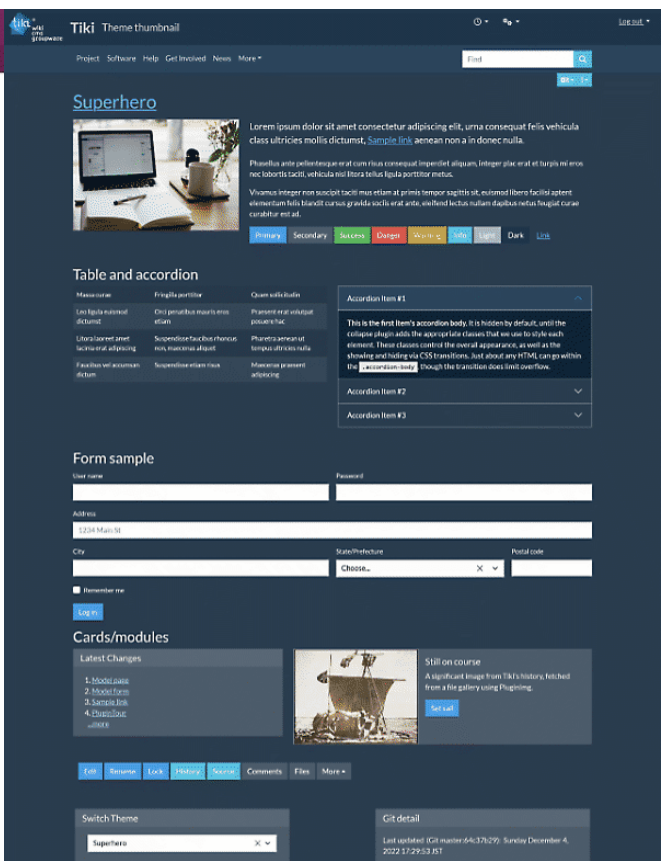 tiki
wiki
cms
groupware
Tiki Theme thumbnail
Log out
Project Software Help Get Involved News More
Find
Superhero
Lorem ipsum dolor sit amet consectetur adipiscing elit, urna consequat felis vehicula
class ultricies mollis dictumst, Sample link aenean non a in donec nulla.
Phasellus ante pellentesque erat cum risus consequat imperdiet aliquam, integer placerat et turpis mi eros
nec lobortis taciti, vehicula nisl litora tellus ligula porttitor metus.
Vivamus integer non suscipit taciti mus etiam at primis tempor sagittis sit, euismod libero facilisi aptent
elementum felis blandit cursus gravida sociis erat ante, eleifend lectus nullam dapibus netus feugiat curae
curabitur est ad.
Primary Secondary Success Danger Warning Info Light Dark Link
Table and accordion
Massa curae Fringilla porttitor Quam sollicitudin
Leo ligula euismod Orci penatibus mauris eros Praesent erat volutpat
dictumst etiam posuere hac
Litora laoreet amet Suspendisse faucibus rhoncus Pharetra aenean ut
lacinia erat adipiscing non, maecenas aliquet tempus ultricies nulla
Faucibus vel accumsan Suspendisse etiam risus Maecenas praesent
dictum adipiscing
Accordion Item #1
This is the first item's accordion body. It is hidden by default, until the
collapse plugin adds the appropriate classes that we use to style each
element. These classes control the overall appearance, as well as the
showing and hiding via CSS transitions. Just about any HTML can go within
the .accordion-body though the transition does limit overflow.
Accordion Item #2
Accordion Item #3
Form sample
User name Password
Address
1234 Main St
City State/Prefecture Postal code
Choose...
Remember me
Log in
Cards/modules
Latest Changes
1. Model page
2. Model form
3. Sample link
4. PluginTour
...more
Still on course
A significant image from Tiki's history, fetched
from a file gallery using PluginImg.
Set sail
Edit Rename Lock History Source Comments Files More
Switch Theme
Superhero
Git detail
Last updated (Git master:64c37b29): Sunday December 4,
2022 17:29:53 JST